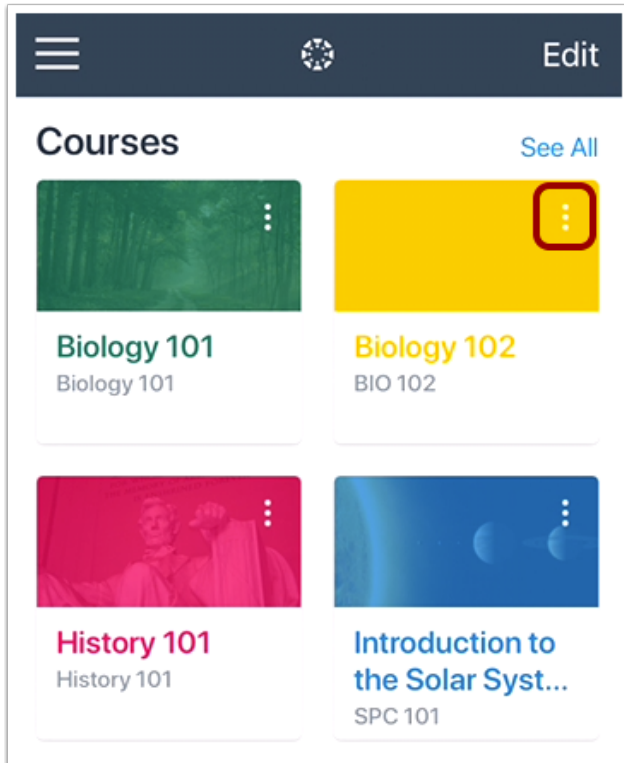 Edit
Courses
See All
Biology 101
Biology 101
Biology 102
BIO 102
History 101
History 101
Introduction to
the Solar Syst...
SPC 101